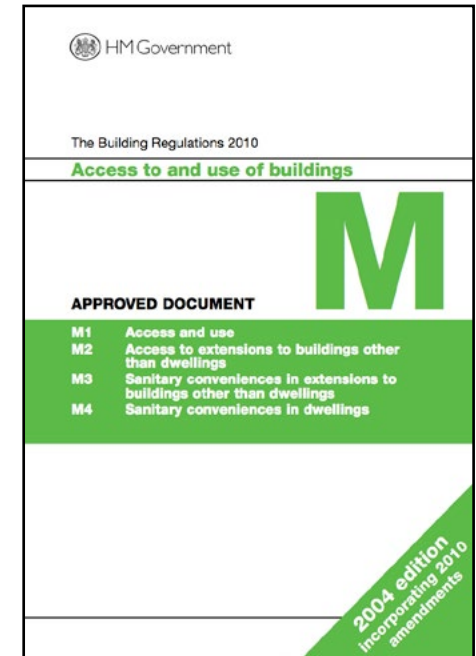 HM Government
The Building Regulations 2010
Access to and use of buildings
M
APPROVED DOCUMENT
M1 Access and use
M2 Access to extensions to buildings other
than dwellings
M3 Sanitary conveniences in extensions to
buildings other than dwellings
M4 Sanitary conveniences in dwellings
2004 edition
incorporating 2010
amendments